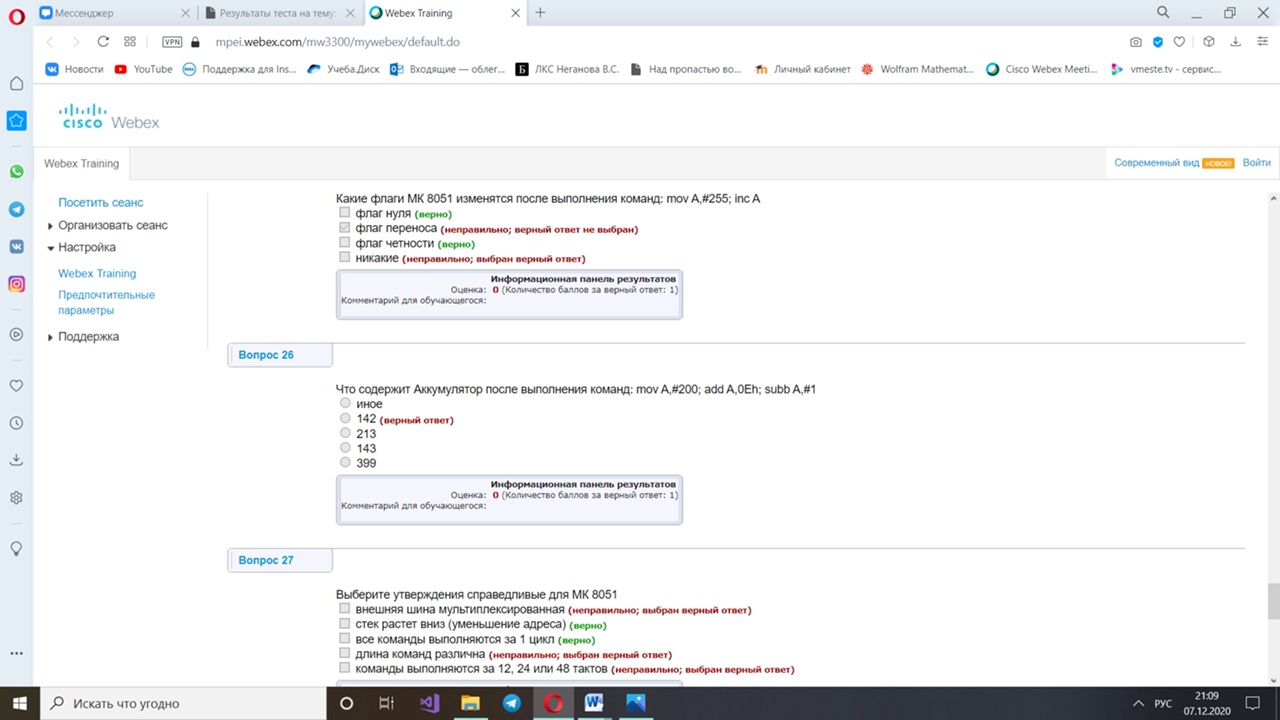 Мессенджер
Результаты теста на тему:
Webex Training
VPN
mpei.webex.com/mw3300/mywebex/default.do
Новости
YouTube
Поддержка для Ins...
Учеба.Диск
Входящие — облег...
ЛКС Неганова В.С.
Над пропастью во...
Личный кабинет
Wolfram Mathemat...
Cisco Webex Meeti...
vmeste.tv - сервис...
cisco Webex
Webex Training
Современный вид НОВОЕ!
Войти
Посетить сеанс
Организовать сеанс
Настройка
Webex Training
Предпочтительные
параметры
Поддержка
Какие флаги МК 8051 изменятся после выполнения команд: mov A,#255; inc A
флаг нуля (верно)
флаг переноса (неправильно; верный ответ не выбран)
флаг четности (верно)
никакие (неправильно; выбран верный ответ)
Информационная панель результатов
Оценка: 0 (Количество баллов за верный ответ: 1)
Комментарий для обучающегося:
Вопрос 26
Что содержит Аккумулятор после выполнения команд: mov A,#200; add A,0Eh; subb A,#1
иное
142 (верный ответ)
213
143
399
Информационная панель результатов
Оценка: 0 (Количество баллов за верный ответ: 1)
Комментарий для обучающегося:
Вопрос 27
Выберите утверждения справедливые для МК 8051
внешняя шина мультиплексированная (неправильно; выбран верный ответ)
стек растет вниз (уменьшение адреса) (верно)
все команды выполняются за 1 цикл (верно)
длина команд различна (неправильно; выбран верный ответ)
команды выполняются за 12, 24 или 48 тактов (неправильно; выбран верный ответ)
Искать что угодно
РУС
21:09
07.12.2020